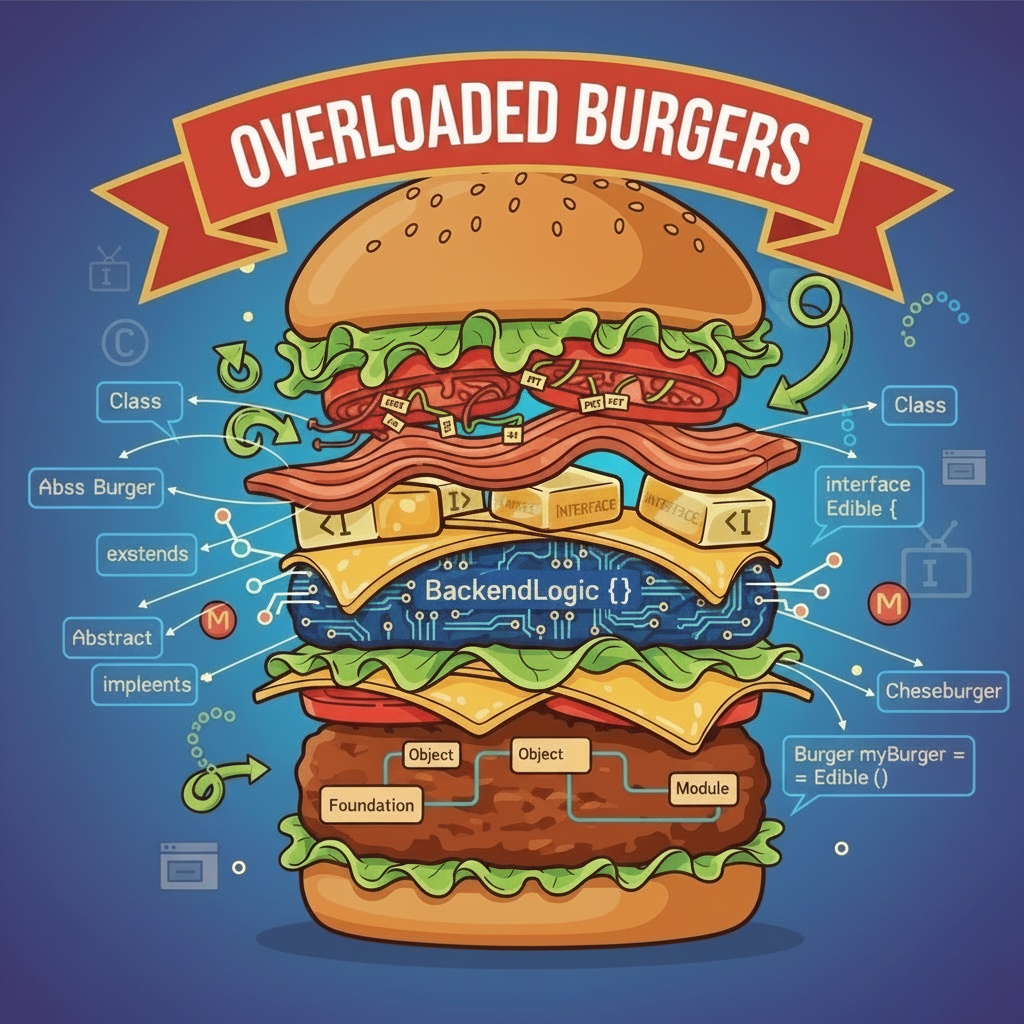 OVERLOADED BURGERS
I
C
Class
Class
Abss Burger
interface
Edible {
<I
I>
INTERFACE
<I
exstends
I
BackendLogic {}
M
M
Abstract
impleents
Cheseburger
Object
Object
Burger myBurger =
= Edible ()
Module
Foundation